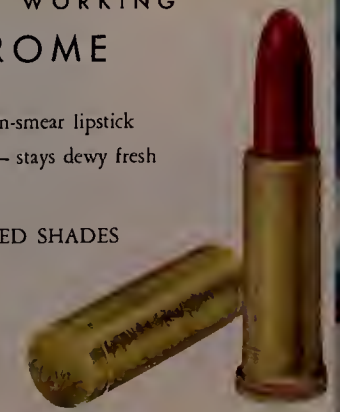 WORKING
ROME
n-smear lipstick
– stays dewy fresh
ED SHADES